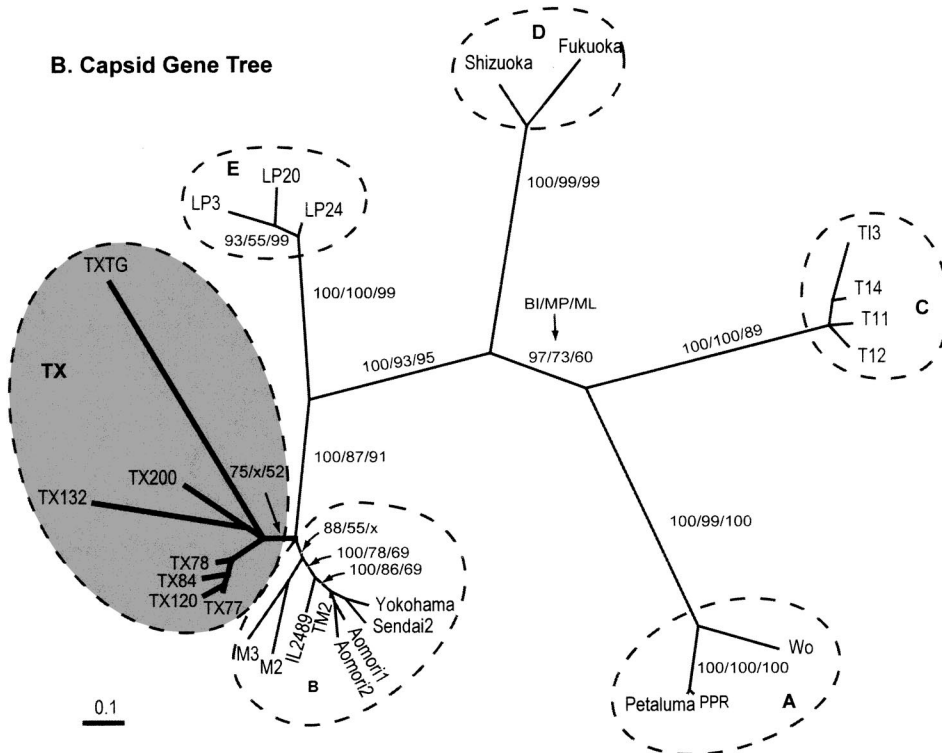 B. Capsid Gene Tree
D
Fukuoka
Shizuoka
100/99/99
E
LP20
LP3
LP24
93/55/99
100/100/99
TXTG
TX
TI3
T14
C
T11
T12
BI/MP/ML
97/73/60
100/100/89
100/93/95
100/87/91
75/x/52
TX200
TX132
TX78
TX84
TX120
TX77
88/55/x
100/78/69
100/86/69
Yokohama
Sendai2
Aomori1
Aomori2
TM2
IL2489
M2
M3
B
100/99/100
Wo
100/100/100
Petaluma
PPR
A
0.1